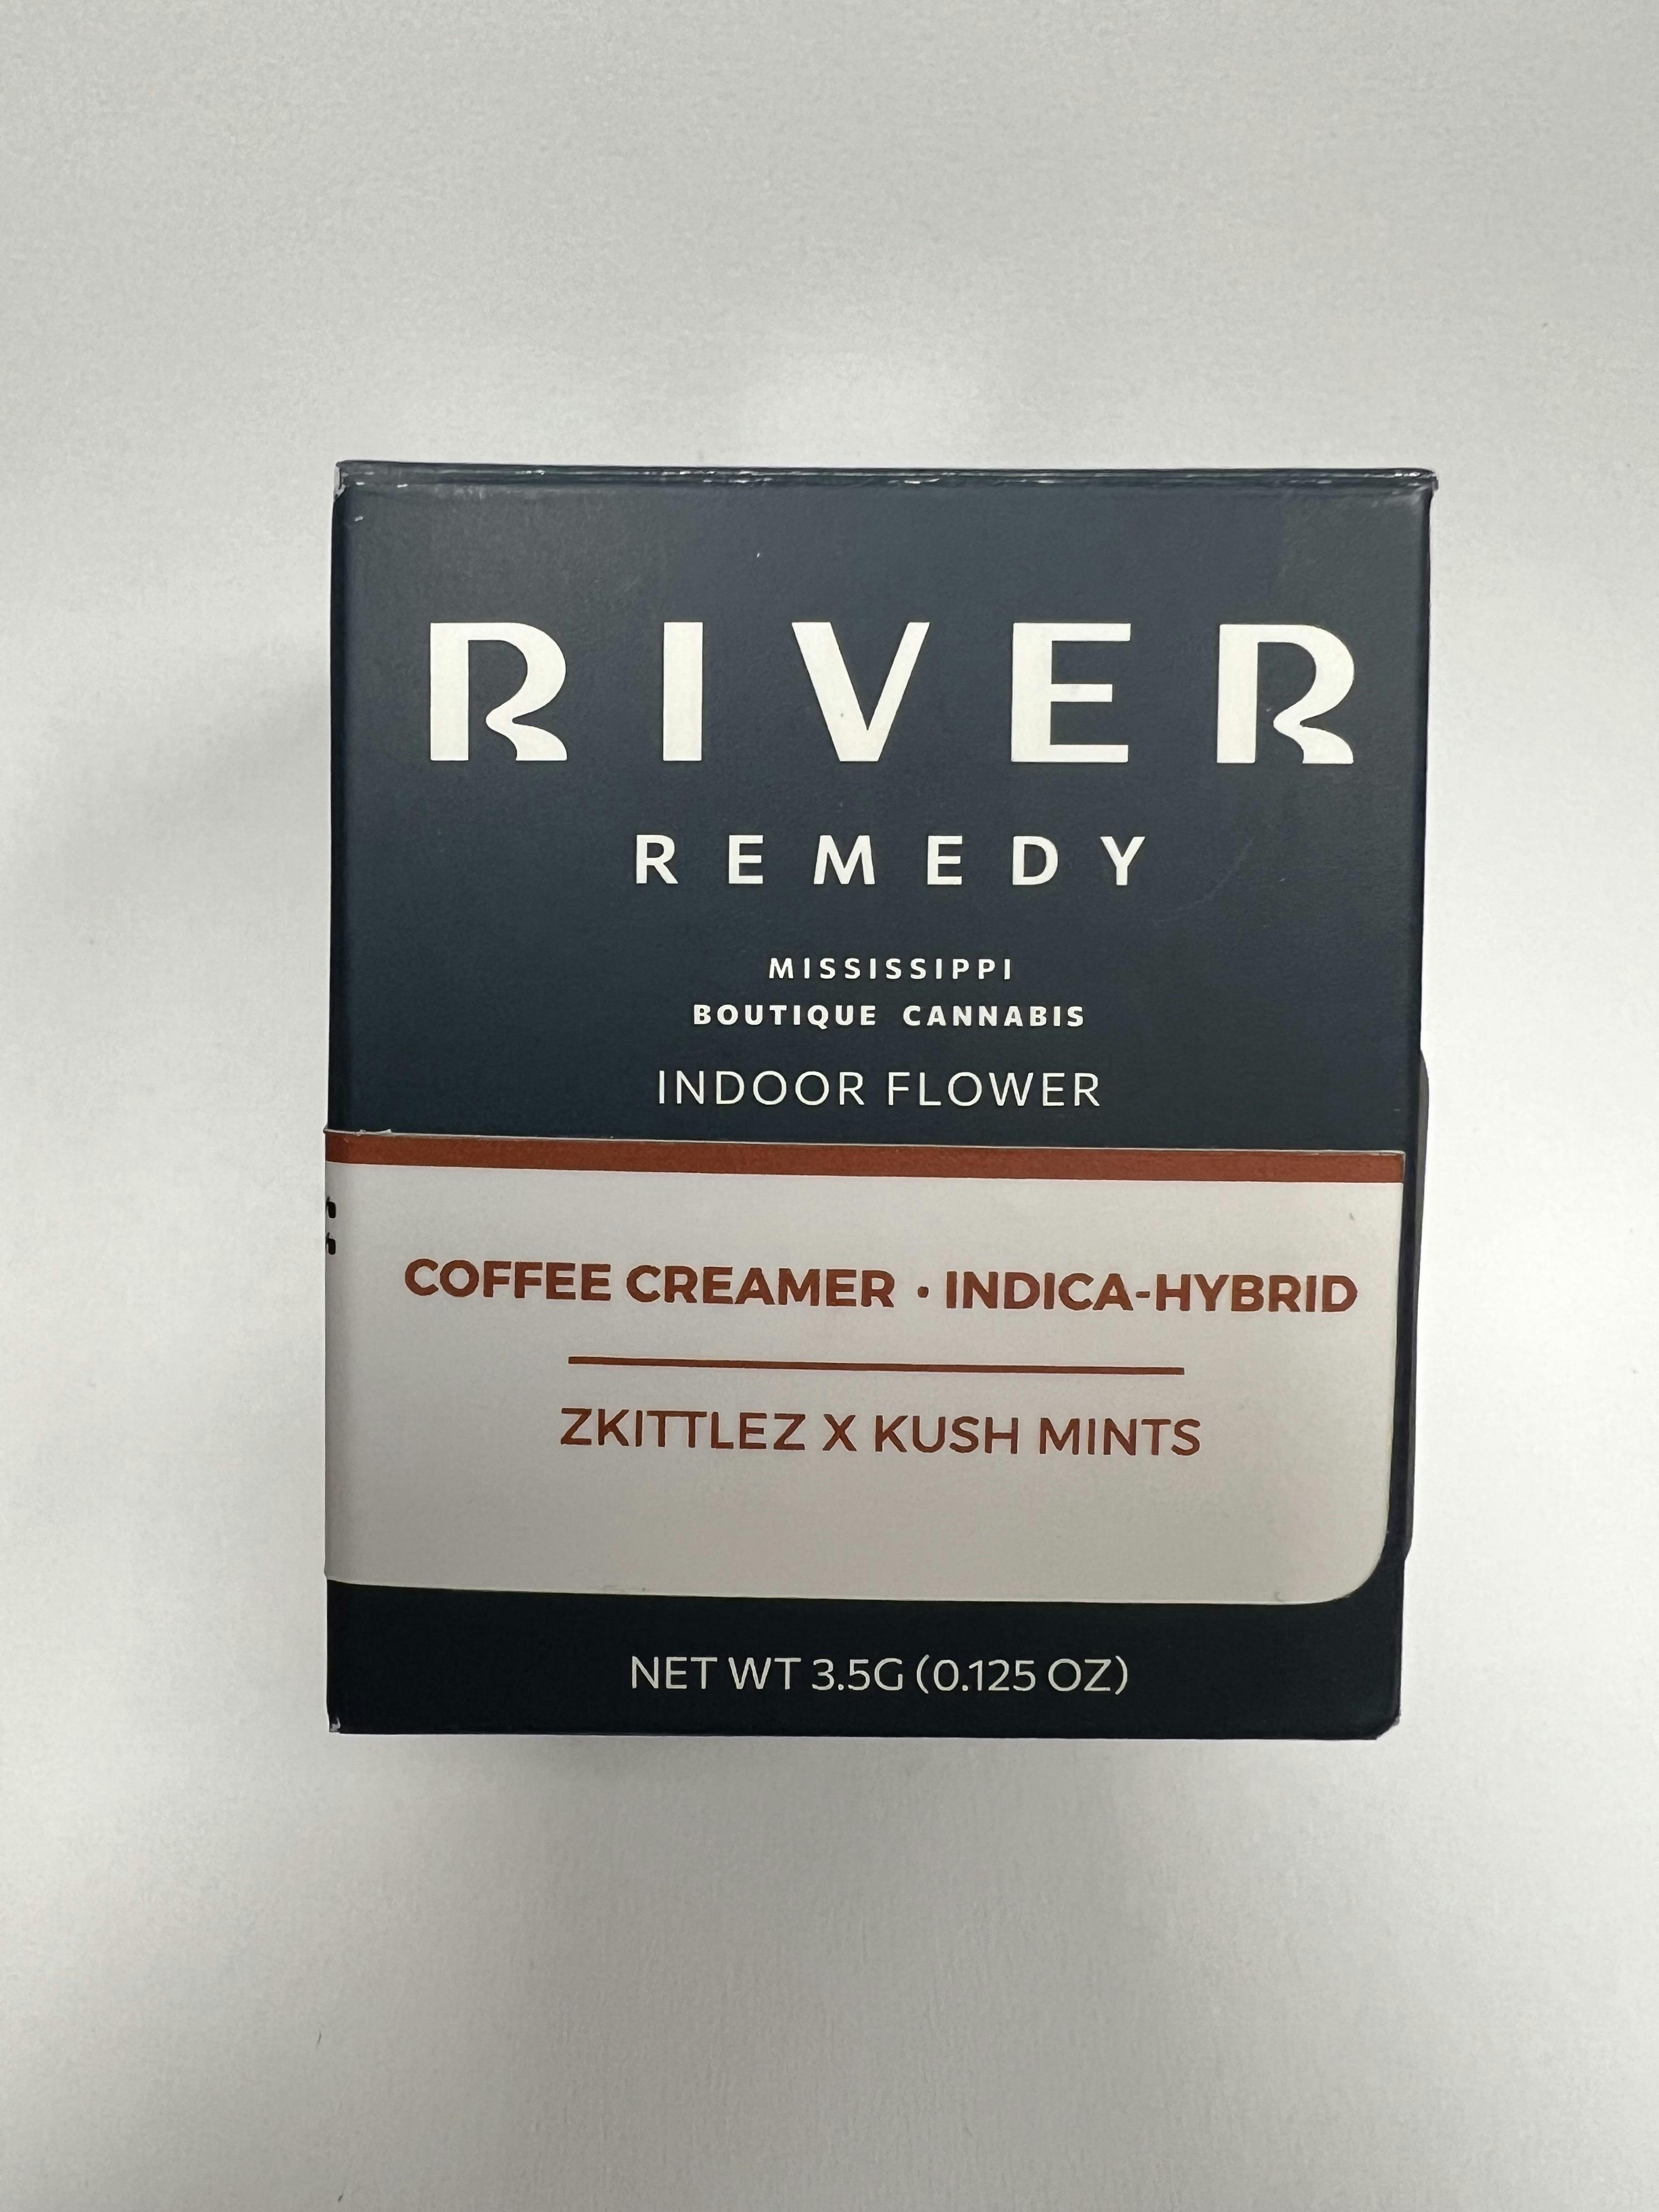 RIVER
REMEDY
MISSISSIPPI
BOUTIQUE CANNABIS
INDOOR FLOWER
COFFEE CREAMER • INDICA-HYBRID
ZKITTLEZ X KUSH MINTS
NET WT 3.5G (0.125 OZ)